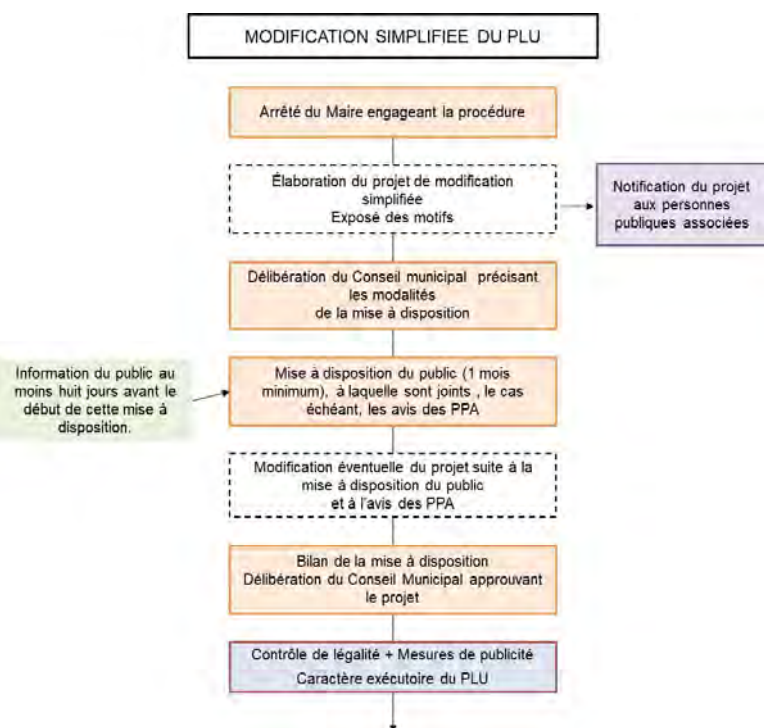 MODIFICATION SIMPLIFIEE DU PLU
Arrêté du Maire engageant la procédure
Élaboration du projet de modification
simplifiée
Exposé des motifs
Notification du projet
aux personnes
publiques associées
Délibération du Conseil municipal précisant
les modalités
de la mise à disposition
Information du public au
moins huit jours avant le
début de cette mise à
disposition.
Mise à disposition du public (1 mois
minimum), à laquelle sont joints , le cas
échéant, les avis des PPA
Modification éventuelle du projet suite à la
mise à disposition du public
et à l'avis des PPA
Bilan de la mise à disposition
Délibération du Conseil Municipal approuvant
le projet
Contrôle de légalité + Mesures de publicité
Caractère exécutoire du PLU